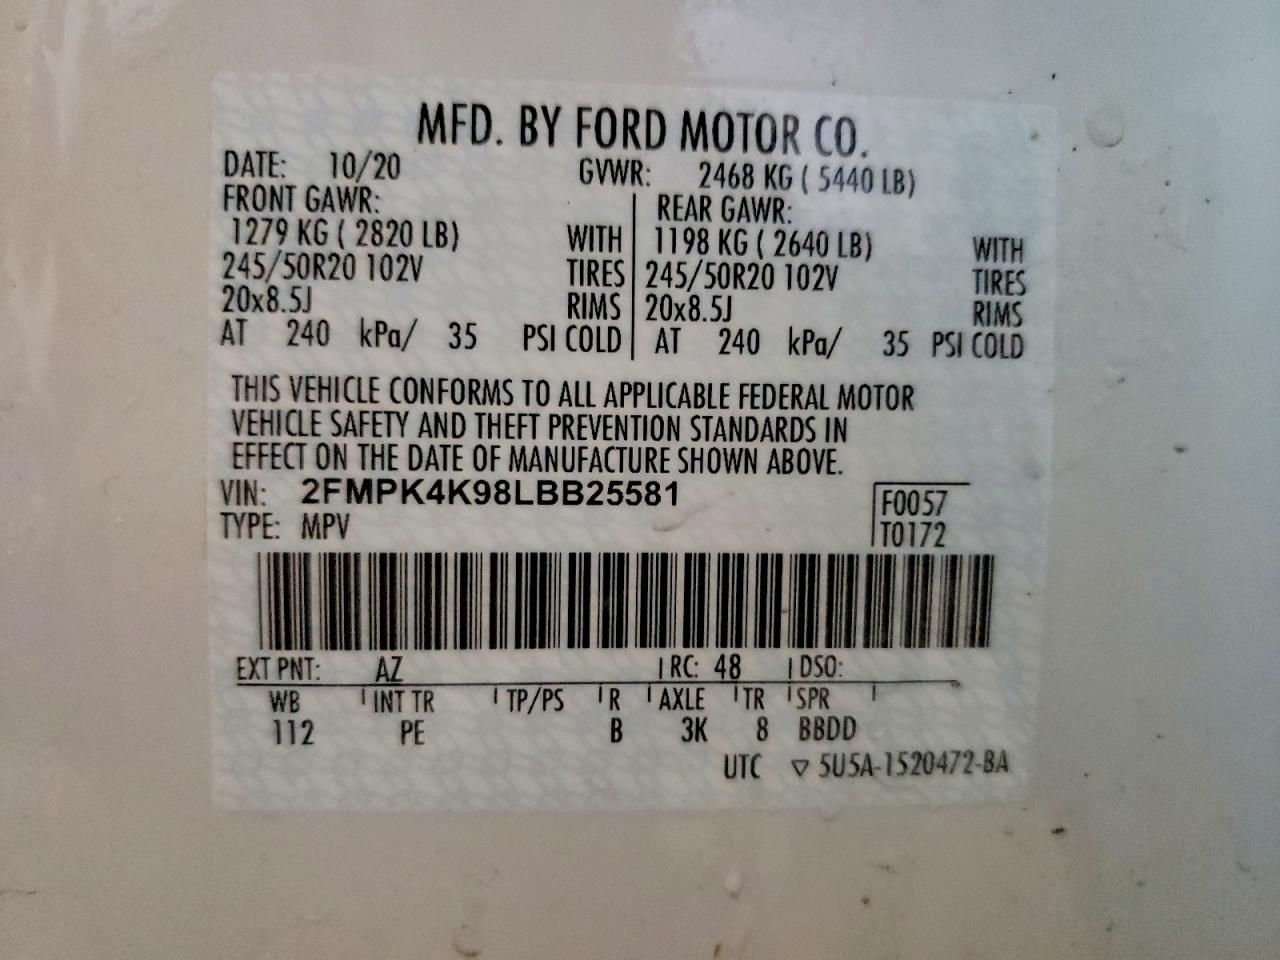 MFD. BY FORD MOTOR CO.
DATE: 10/20 GVWR: 2468 KG ( 5440 LB)
FRONT GAWR: REAR GAWR:
1279 KG ( 2820 LB) WITH 1198 KG ( 2640 LB) WITH
245/50R20 102V TIRES 245/50R20 102V TIRES
20x8.5J RIMS 20x8.5J RIMS
AT 240 kPa/ 35 PSI COLD AT 240 kPa/ 35 PSI COLD
THIS VEHICLE CONFORMS TO ALL APPLICABLE FEDERAL MOTOR
VEHICLE SAFETY AND THEFT PREVENTION STANDARDS IN
EFFECT ON THE DATE OF MANUFACTURE SHOWN ABOVE.
VIN: 2FMPK4K98LBB25581 F0057
TYPE: MPV T0172
EXT PNT: AZ RC: 48 DSO:
WB INT TR TP/PS R AXLE TR SPR
112 PE B 3K 8 BBDD
UTC ▽ 5U5A-1520472-BA